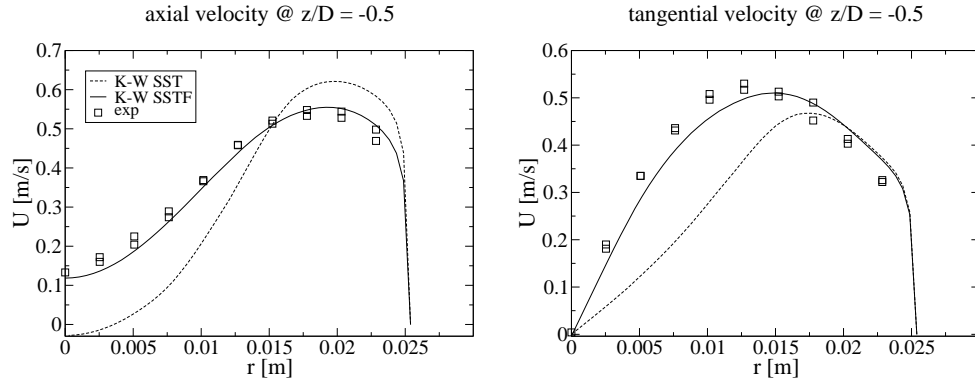 axial velocity @ z/D = -0.5
0.7
0.6
0.5
0.4
0.3
0.2
0.1
0
U [m/s]
K-W SST
K-W SSTF
exp
0 0.005 0.01 0.015 0.02 0.025
r [m]
tangential velocity @ z/D = -0.5
0.6
0.5
0.4
0.3
0.2
0.1
0
U [m/s]
0 0.005 0.01 0.015 0.02 0.025
r [m]